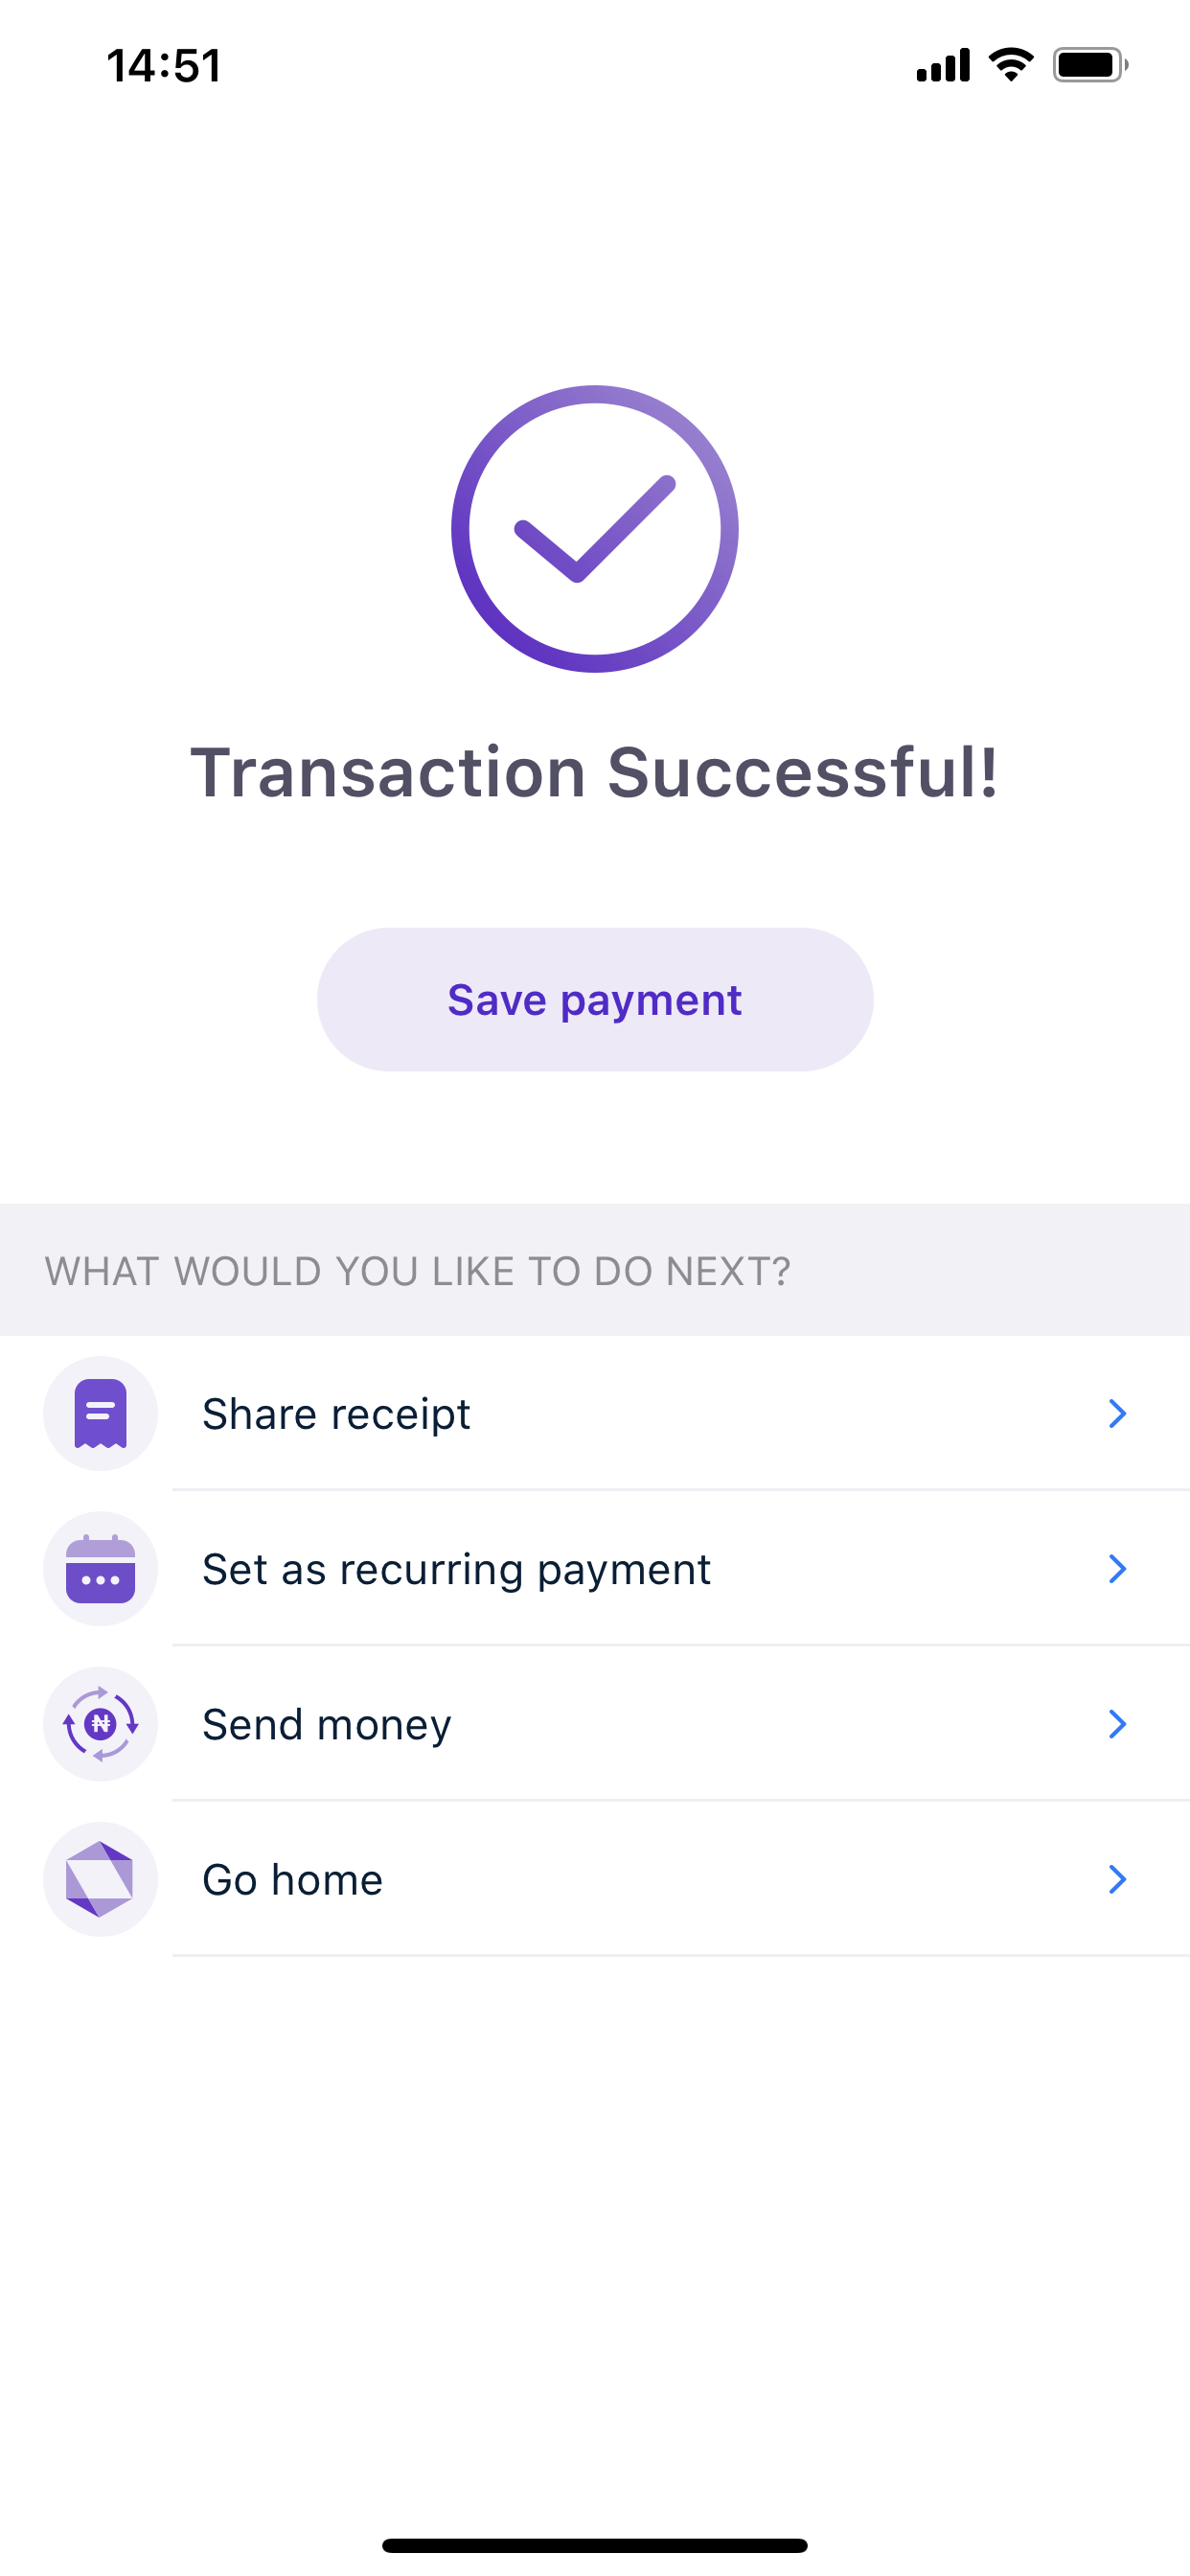 14:51
Transaction Successful!
Save payment
WHAT WOULD YOU LIKE TO DO NEXT?
Share receipt
Set as recurring payment
₦
Send money
Go home